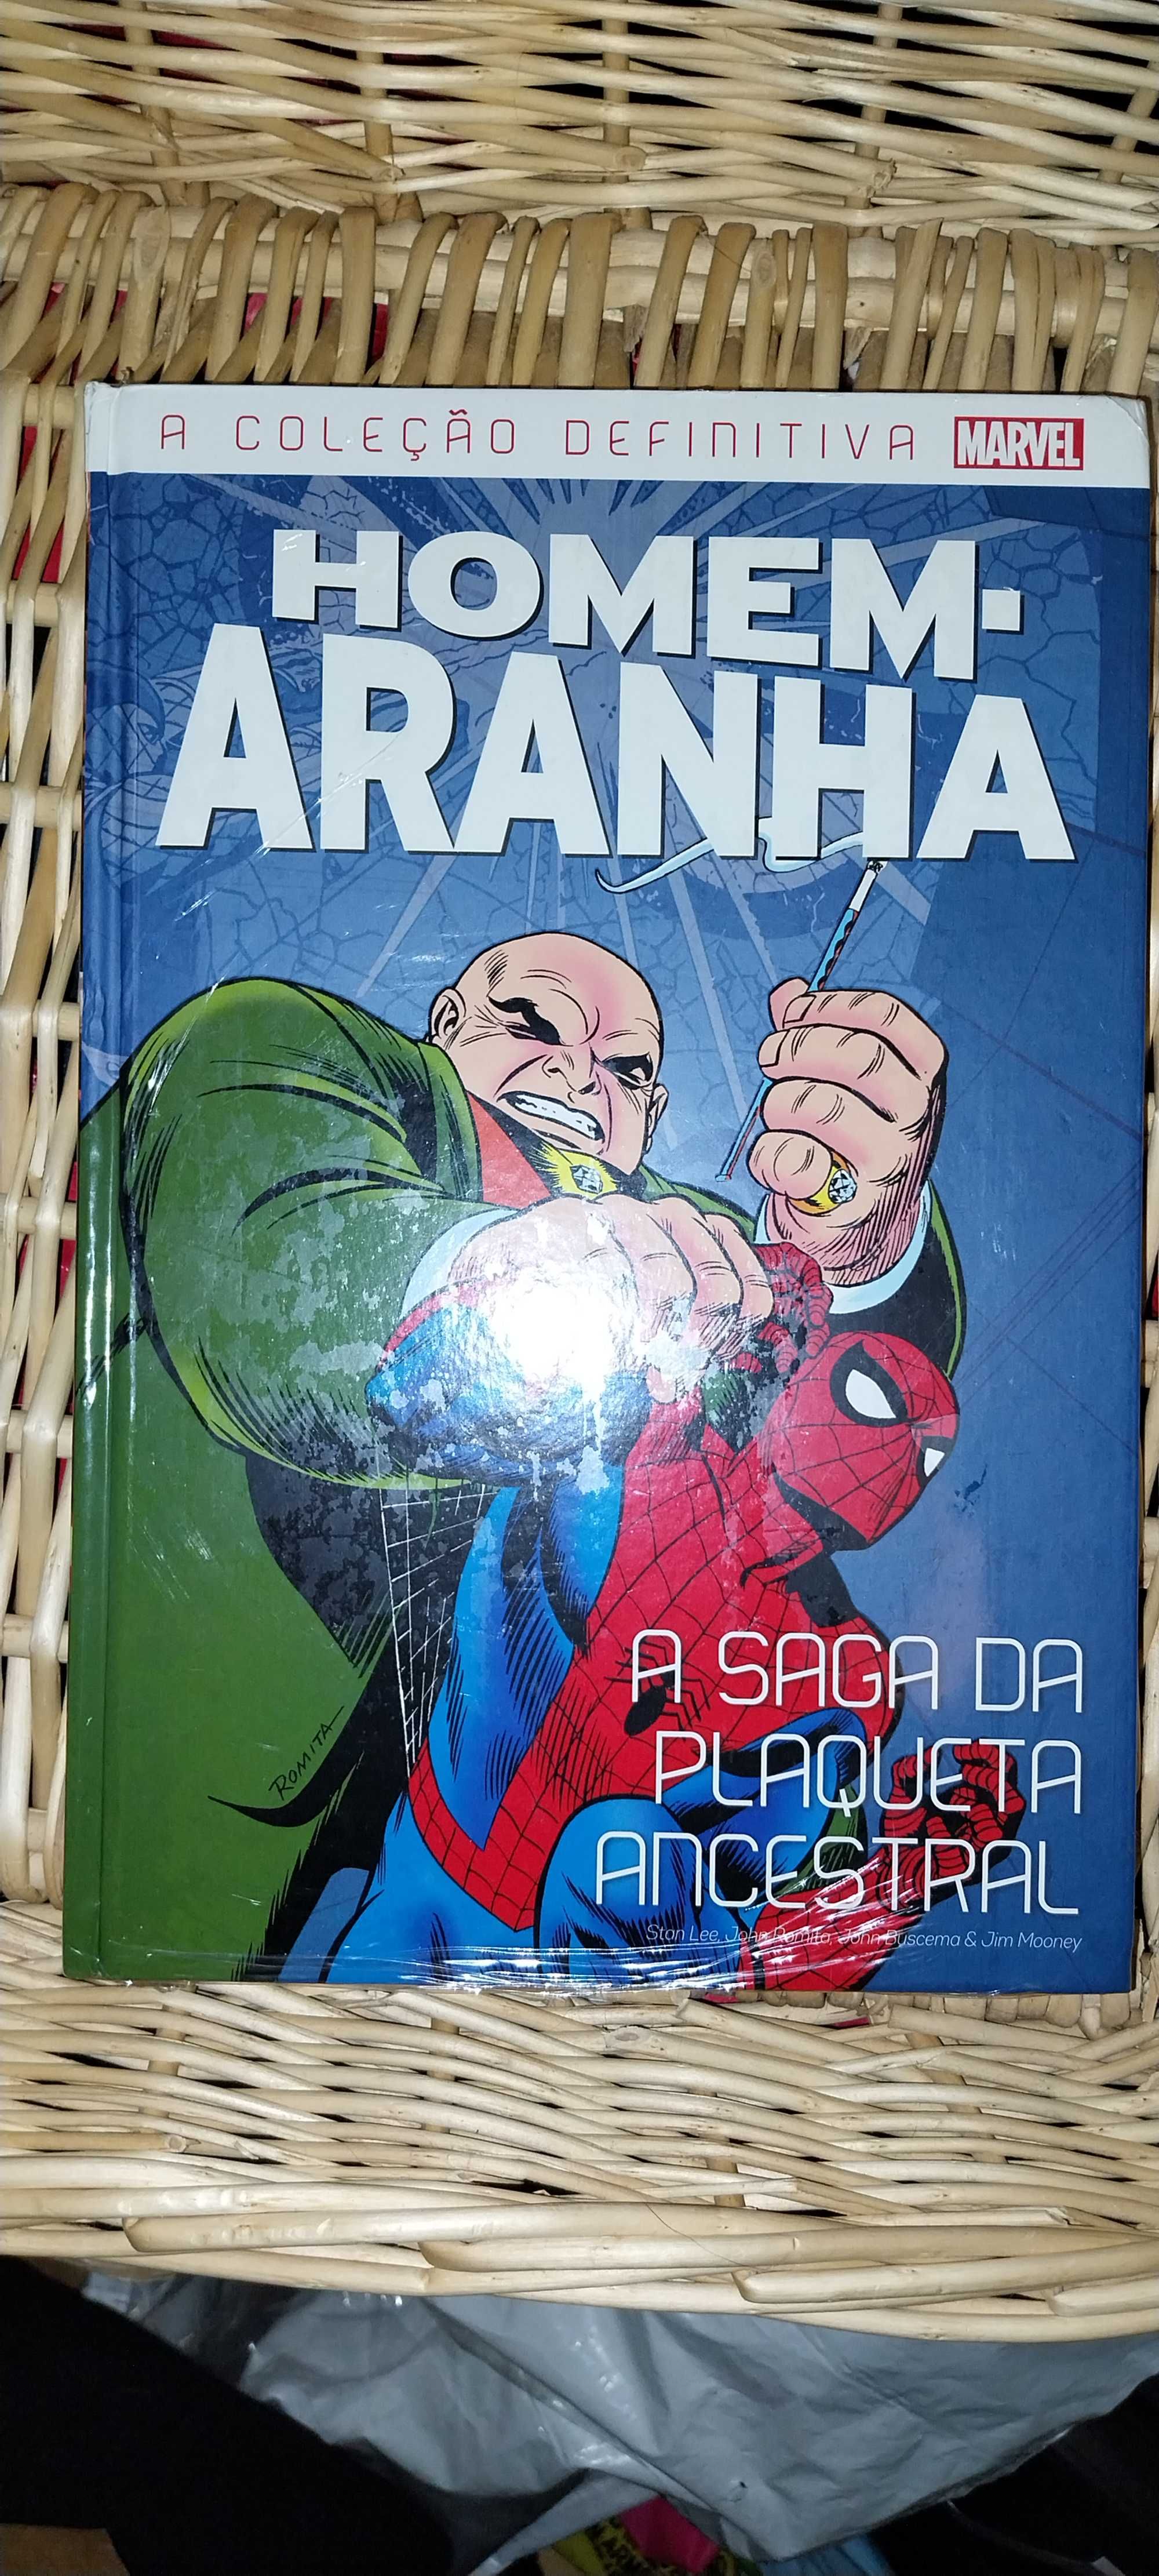 A COLEÇÃO DEFINITIVA MARVEL
HOMEM-
ARANHA
ROMITA
A SAGA DA
PLAQUETA
ANCESTRAL
Stan Lee, John Romita, John Buscema & Jim Mooney